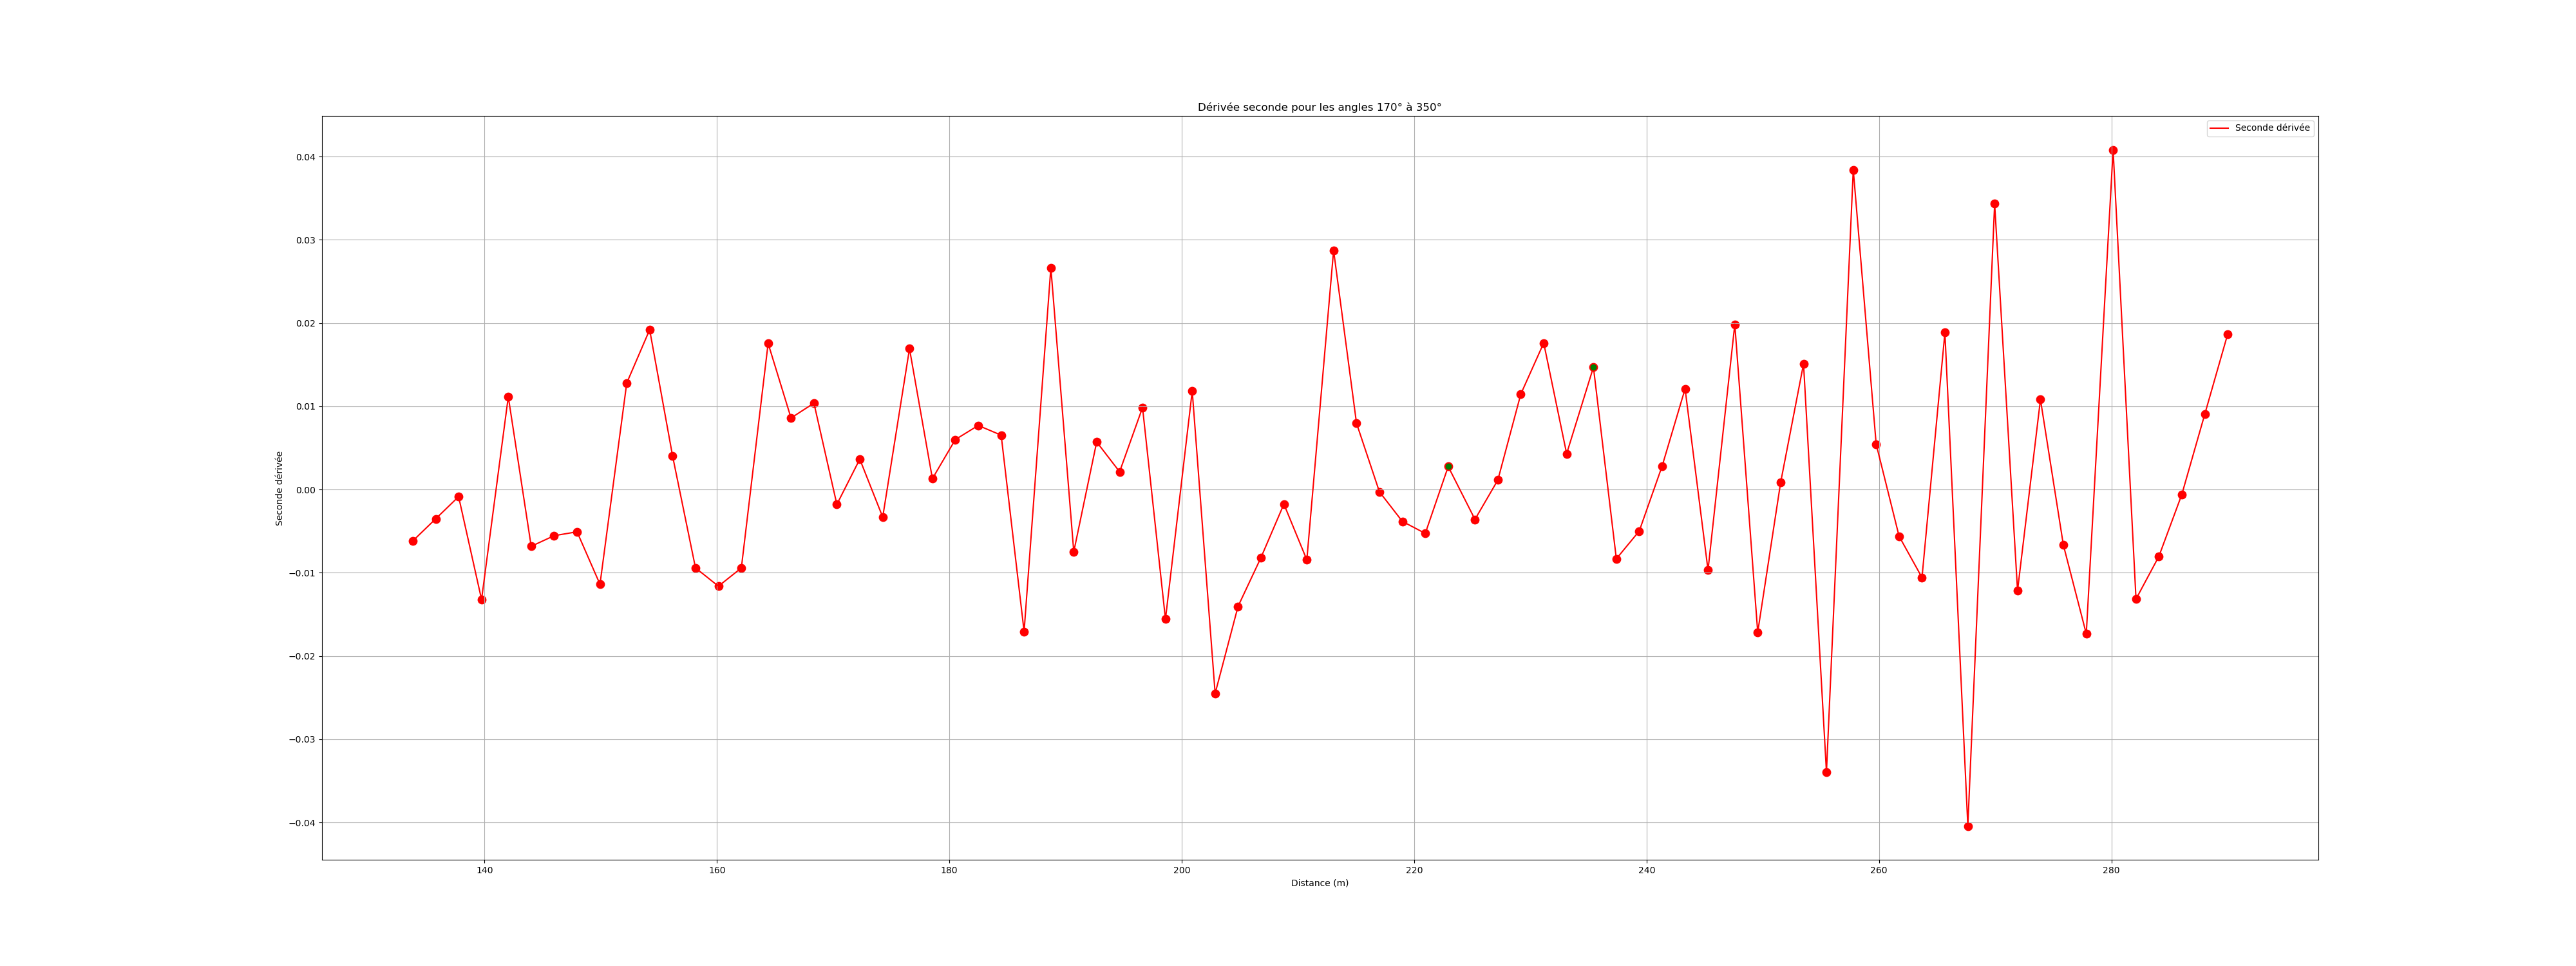 Dérivée seconde pour les angles 170° à 350°
Seconde dérivée
0.04
0.03
0.02
0.01
0.00
−0.01
−0.02
−0.03
−0.04
Seconde dérivée
140 160 180 200 220 240 260 280
Distance (m)